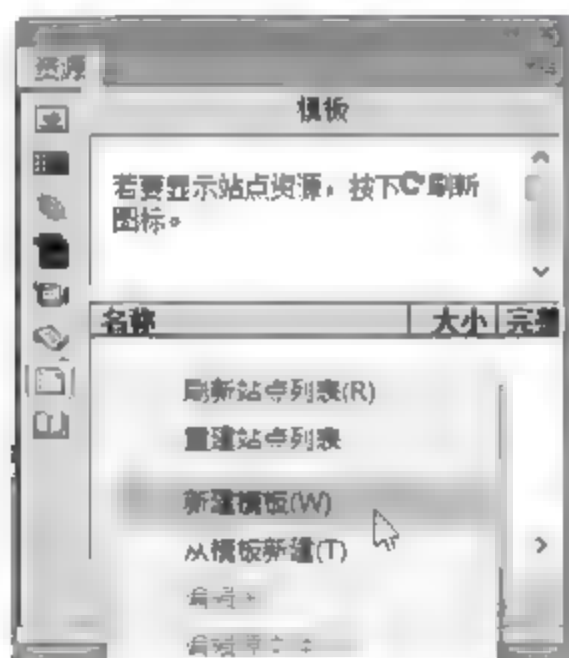 资源
模板
若要显示站点资源，按下C刷新
图标。
名称 大小 完整
刷新站点列表(R)
重建站点列表
新建模板(W)
从模板新建(T)